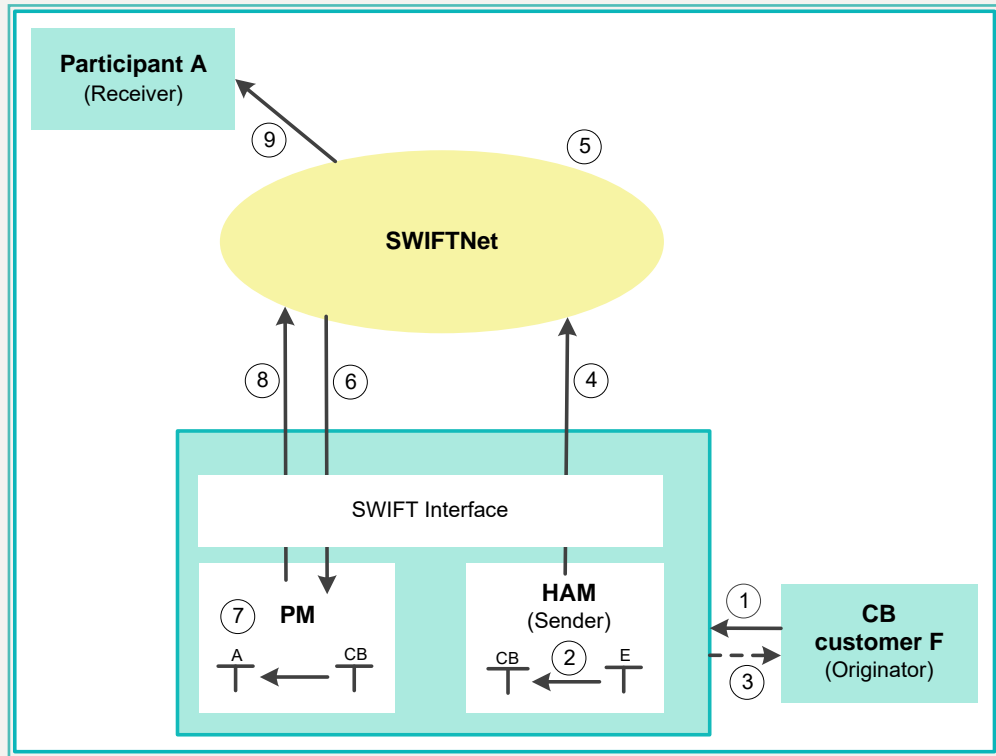 Participant A
(Receiver)
9
5
SWIFTNet
8
6
4
SWIFT Interface
PM
7
A
CB
HAM
(Sender)
CB
2
E
1
3
CB
customer F
(Originator)